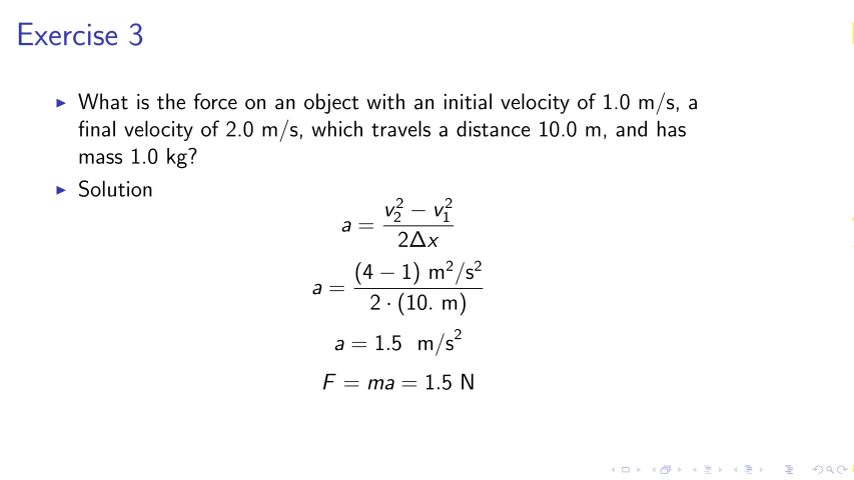 Exercise 3
▶ What is the force on an object with an initial velocity of 1.0 m/s, a
final velocity of 2.0 m/s, which travels a distance 10.0 m, and has
mass 1.0 kg?
▶ Solution
a = \frac{v_2^2 − v_1^2}{2Δx}
a = \frac{(4 − 1) m^2/s^2}{2 · (10. m)}
a = 1.5 m/s^2
F = ma = 1.5 N